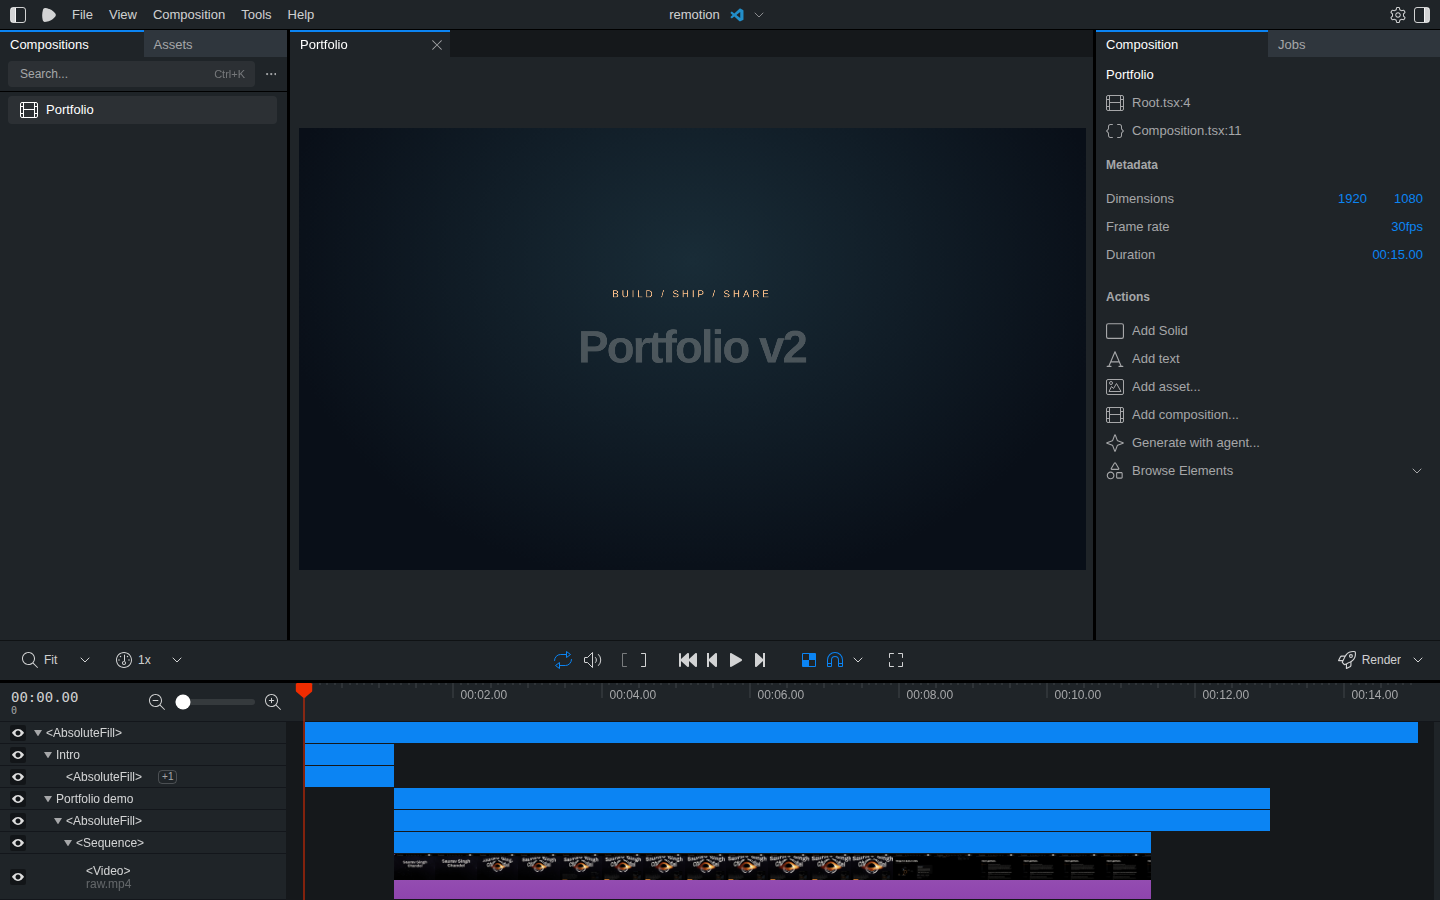 File View Composition Tools Help
remotion
Compositions Assets
Search... Ctrl+K
Portfolio
Portfolio
BUILD / SHIP / SHARE
Portfolio v2
Composition Jobs
Portfolio
Root.tsx:4
Composition.tsx:11
Metadata
Dimensions 1920 1080
Frame rate 30fps
Duration 00:15.00
Actions
Add Solid
Add text
Add asset...
Add composition...
Generate with agent...
Browse Elements
Fit 1x
Render
00:00.00
0
00:02.00 00:04.00 00:06.00 00:08.00 00:10.00 00:12.00 00:14.00
<AbsoluteFill>
Intro
<AbsoluteFill> +1
Portfolio demo
<AbsoluteFill>
<Sequence>
<Video>
raw.mp4